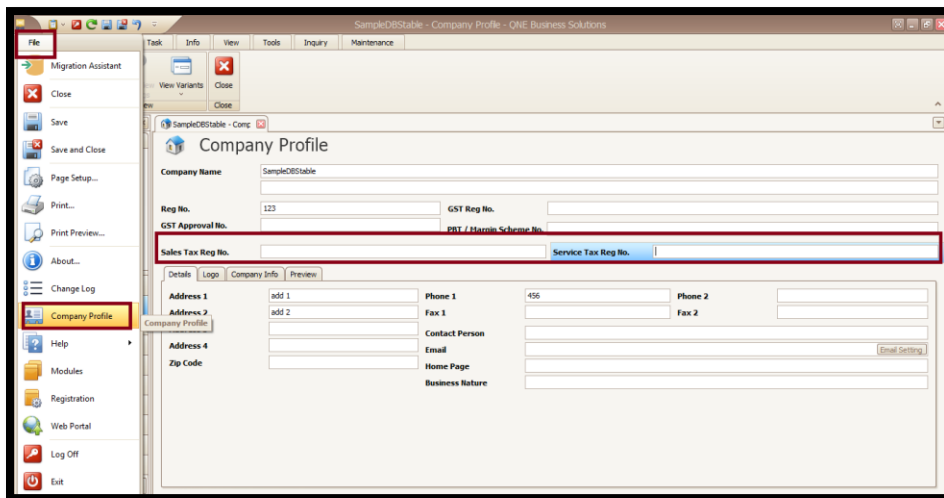 SampleDBStable - Company Profile - QNE Business Solutions
File Task Info View Tools Inquiry Maintenance
Migration Assistant
View Variants Close
Close
Close
Save
SampleDBStable - Comp
Save and Close
Company Profile
Page Setup...
Company Name SampleDBStable
Print...
Reg No. 123 GST Reg No.
Print Preview...
GST Approval No. PBT / Margin Scheme No.
About...
Sales Tax Reg No. Service Tax Reg No.
Details Logo Company Info Preview
Change Log
Address 1 add 1 Phone 1 456 Phone 2
Company Profile
Address 2 add 2 Fax 1 Fax 2
Company Profile
Contact Person
Help
Address 4
Email Email Setting
Zip Code
Home Page
Modules
Business Nature
Registration
Web Portal
Log Off
Exit